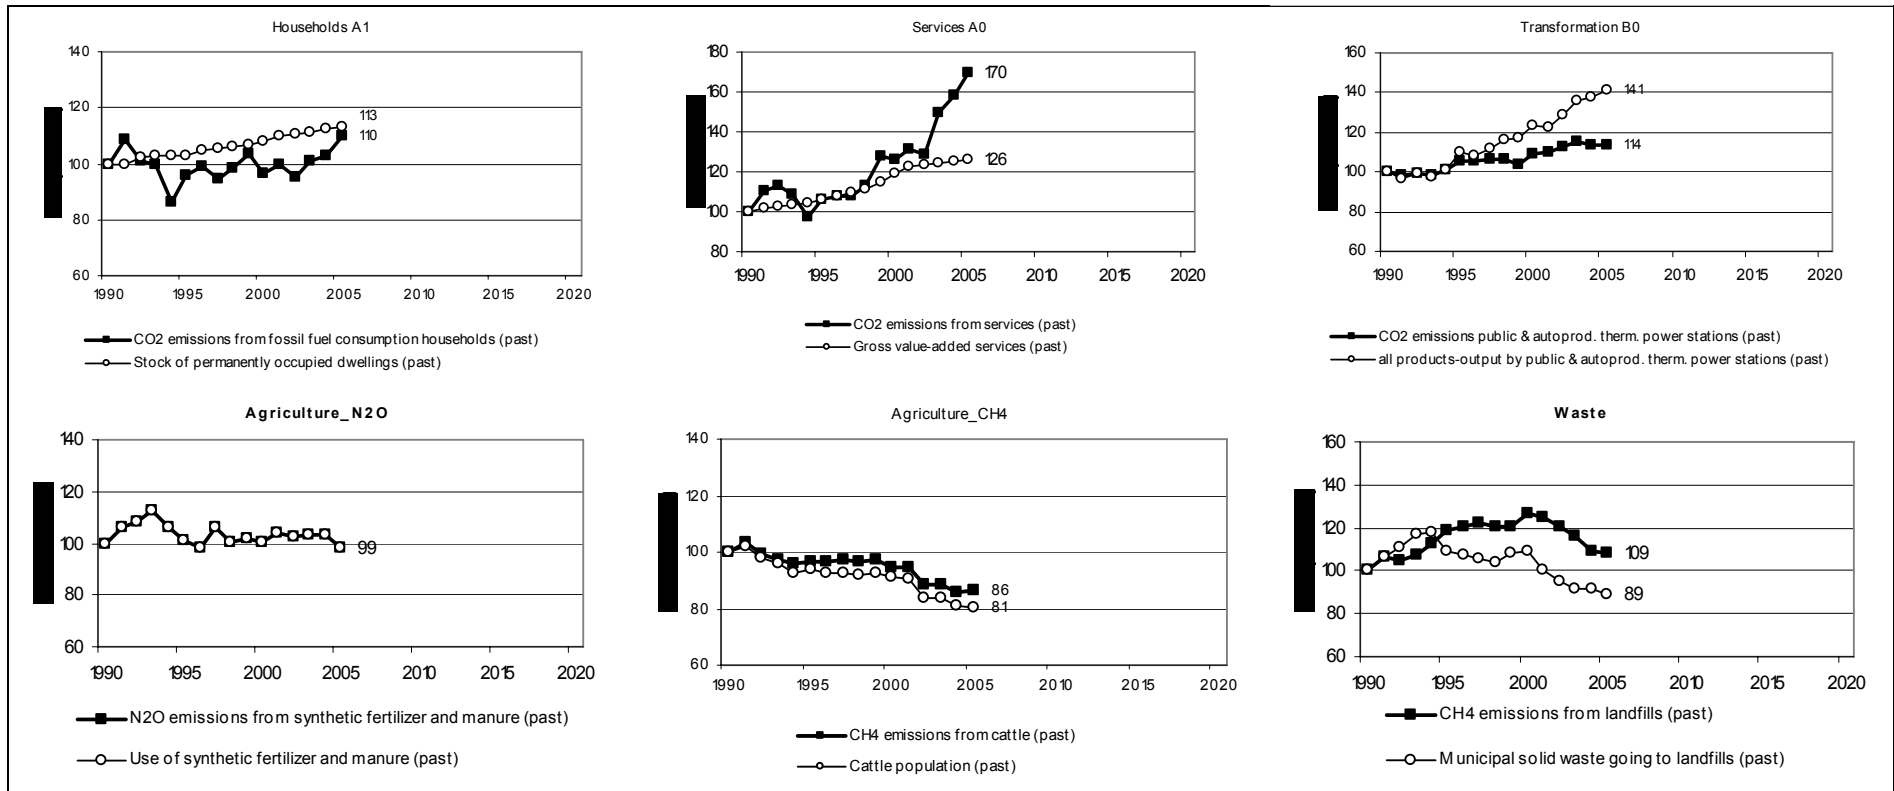 Households A1
140
120
100
80
60
113
110
1990 1995 2000 2005 2010 2015 2020
CO2 emissions from fossil fuel consumption households (past)
Stock of permanently occupied dwellings (past)
Services A0
180
160
140
120
100
80
170
126
1990 1995 2000 2005 2010 2015 2020
CO2 emissions from services (past)
Gross value-added services (past)
Transformation B0
160
140
120
100
80
60
141
114
1990 1995 2000 2005 2010 2015 2020
CO2 emissions public & autoprod. therm. power stations (past)
all products-output by public & autoprod. therm. power stations (past)
Agriculture_N2O
140
120
100
80
60
99
1990 1995 2000 2005 2010 2015 2020
N2O emissions from synthetic fertilizer and manure (past)
Use of synthetic fertilizer and manure (past)
Agriculture_CH4
140
120
100
80
60
86
81
1990 1995 2000 2005 2010 2015 2020
CH4 emissions from cattle (past)
Cattle population (past)
Waste
160
140
120
100
80
60
109
89
1990 1995 2000 2005 2010 2015 2020
CH4 emissions from landfills (past)
Municipal solid waste going to landfills (past)